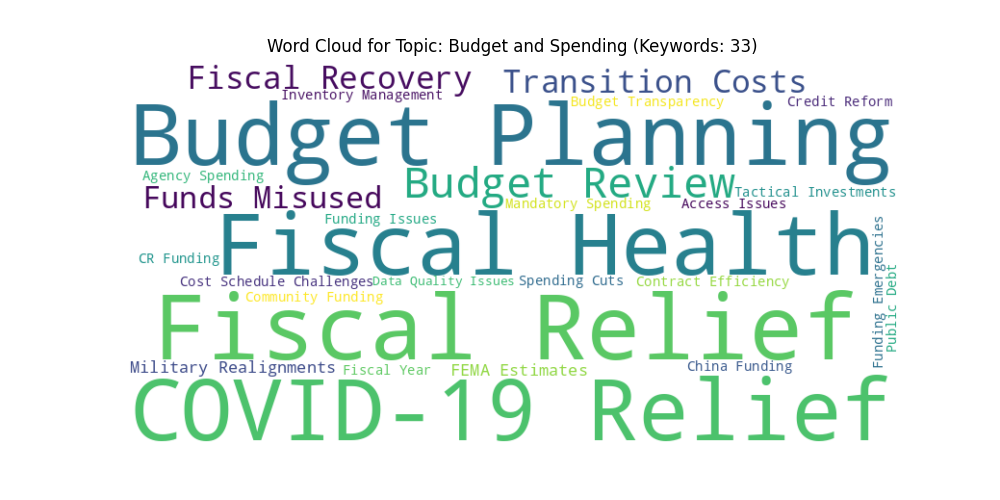 Word Cloud for Topic: Budget and Spending (Keywords: 33)
Fiscal Recovery
Transition Costs
Inventory Management
Budget Transparency
Credit Reform
Budget Planning
Agency Spending
Budget Review
Funds Misused
Tactical Investments
Mandatory Spending
Access Issues
Funding Issues
Fiscal Health
CR Funding
Funding Emergencies
Public Debt
Cost Schedule Challenges
Data Quality Issues
Spending Cuts
Contract Efficiency
Community Funding
Fiscal Relief
Military Realignments
Fiscal Year
FEMA Estimates
China Funding
COVID-19 Relief